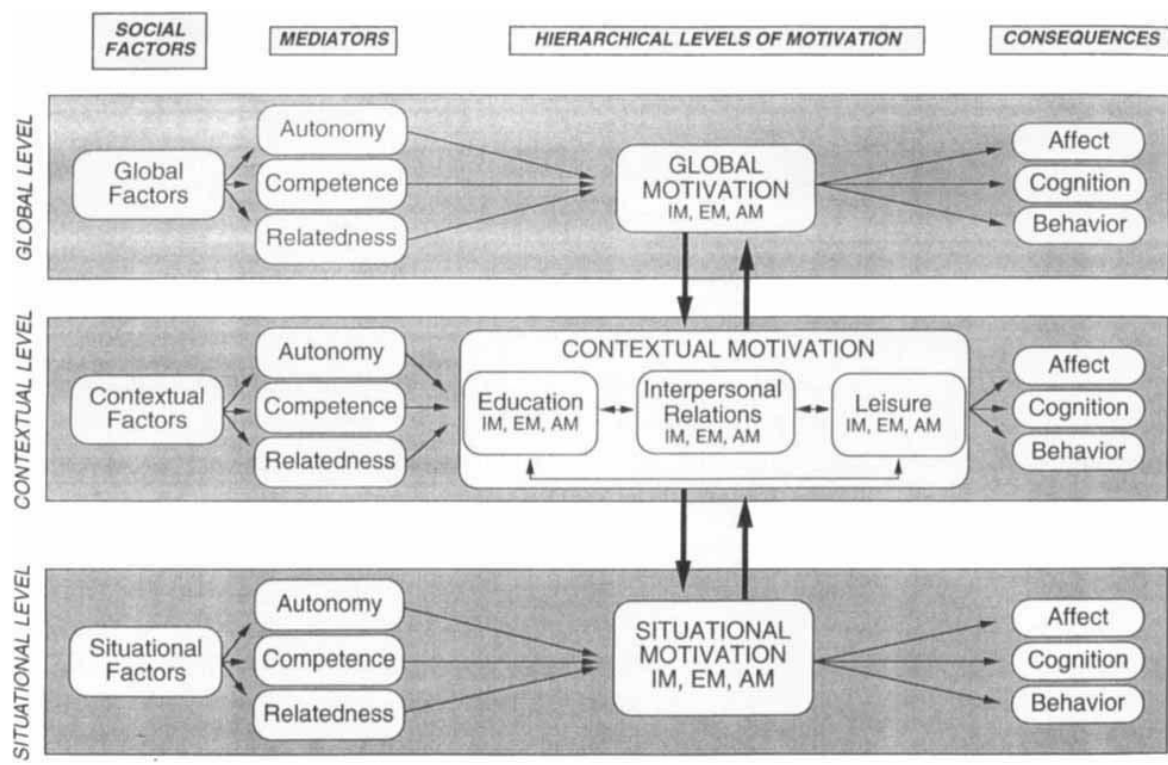 SOCIAL
FACTORS
MEDIATORS
HIERARCHICAL LEVELS OF MOTIVATION
CONSEQUENCES
GLOBAL LEVEL
Global
Factors
Autonomy
Competence
Relatedness
GLOBAL
MOTIVATION
IM, EM, AM
Affect
Cognition
Behavior
CONTEXTUAL LEVEL
Contextual
Factors
Autonomy
Competence
Relatedness
CONTEXTUAL MOTIVATION
Education
IM, EM, AM
Interpersonal
Relations
IM, EM, AM
Leisure
IM, EM, AM
Affect
Cognition
Behavior
SITUATIONAL LEVEL
Situational
Factors
Autonomy
Competence
Relatedness
SITUATIONAL
MOTIVATION
IM, EM, AM
Affect
Cognition
Behavior